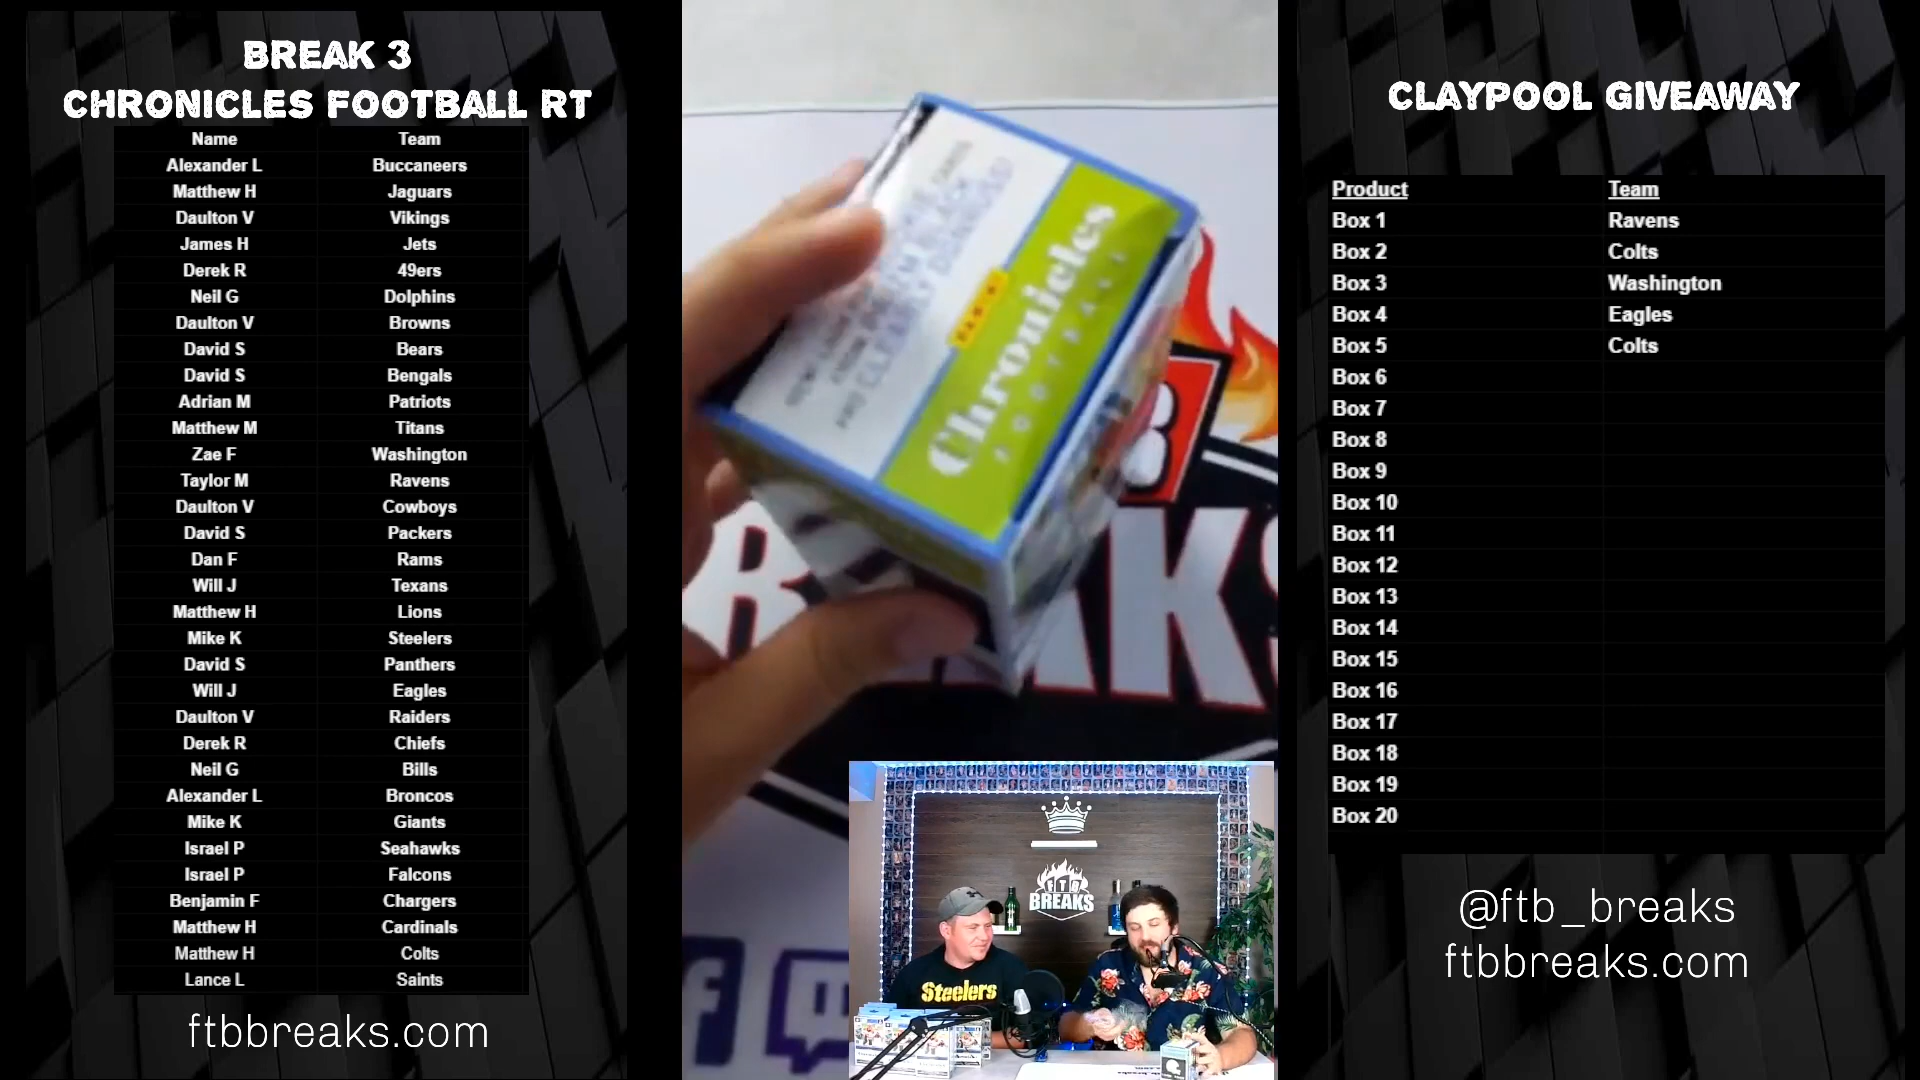 BREAK 3
CHRONICLES FOOTBALL RT
Name Team
Alexander L Buccaneers
Matthew H Jaguars
Daulton V Vikings
James H Jets
Derek R 49ers
Neil G Dolphins
Daulton V Browns
David S Bears
David S Bengals
Adrian M Patriots
Matthew M Titans
Zae F Washington
Taylor M Ravens
Daulton V Cowboys
David S Packers
Dan F Rams
Will J Texans
Matthew H Lions
Mike K Steelers
David S Panthers
Will J Eagles
Daulton V Raiders
Derek R Chiefs
Neil G Bills
Alexander L Broncos
Mike K Giants
Israel P Seahawks
Israel P Falcons
Benjamin F Chargers
Matthew H Cardinals
Matthew H Colts
Lance L Saints
ftbbreaks.com
Chronicles
FOOTBALL
PANINI
BREAKS
FTB
BREAKS
Steelers
CLAYPOOL GIVEAWAY
Product Team
Box 1 Ravens
Box 2 Colts
Box 3 Washington
Box 4 Eagles
Box 5 Colts
Box 6
Box 7
Box 8
Box 9
Box 10
Box 11
Box 12
Box 13
Box 14
Box 15
Box 16
Box 17
Box 18
Box 19
Box 20
@ftb_breaks
ftbbreaks.com